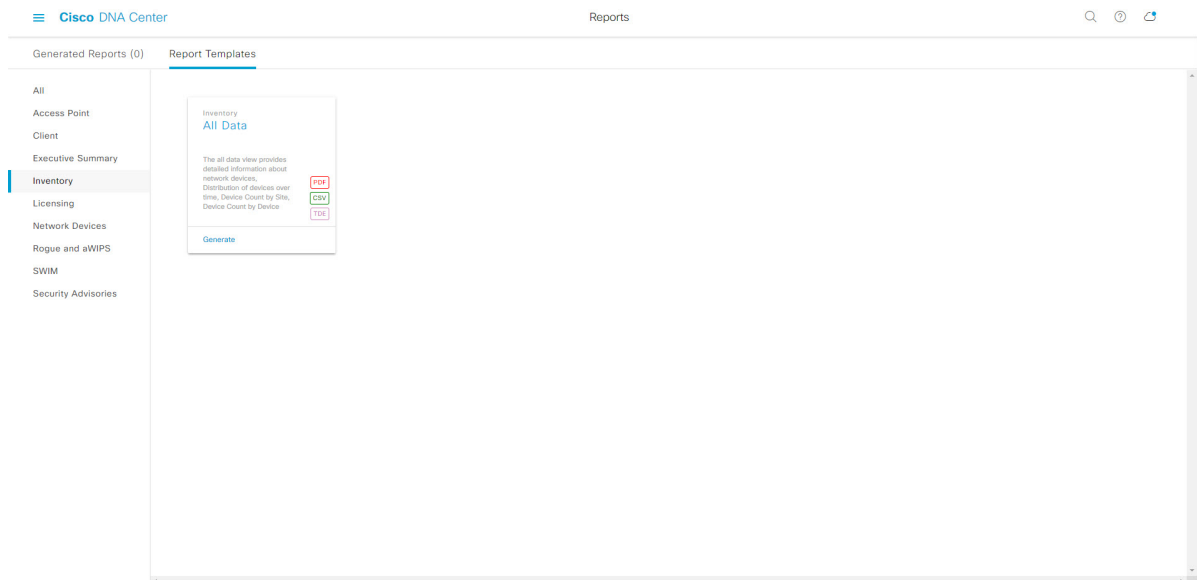 Cisco DNA Center
Reports
Generated Reports (0)
Report Templates
All
Access Point
Client
Executive Summary
Inventory
Licensing
Network Devices
Rogue and aWIPS
SWIM
Security Advisories
Inventory
All Data
The all data view provides
detailed information about
network devices,
Distribution of devices over
time, Device Count by Site,
Device Count by Device
PDF
CSV
TDE
Generate